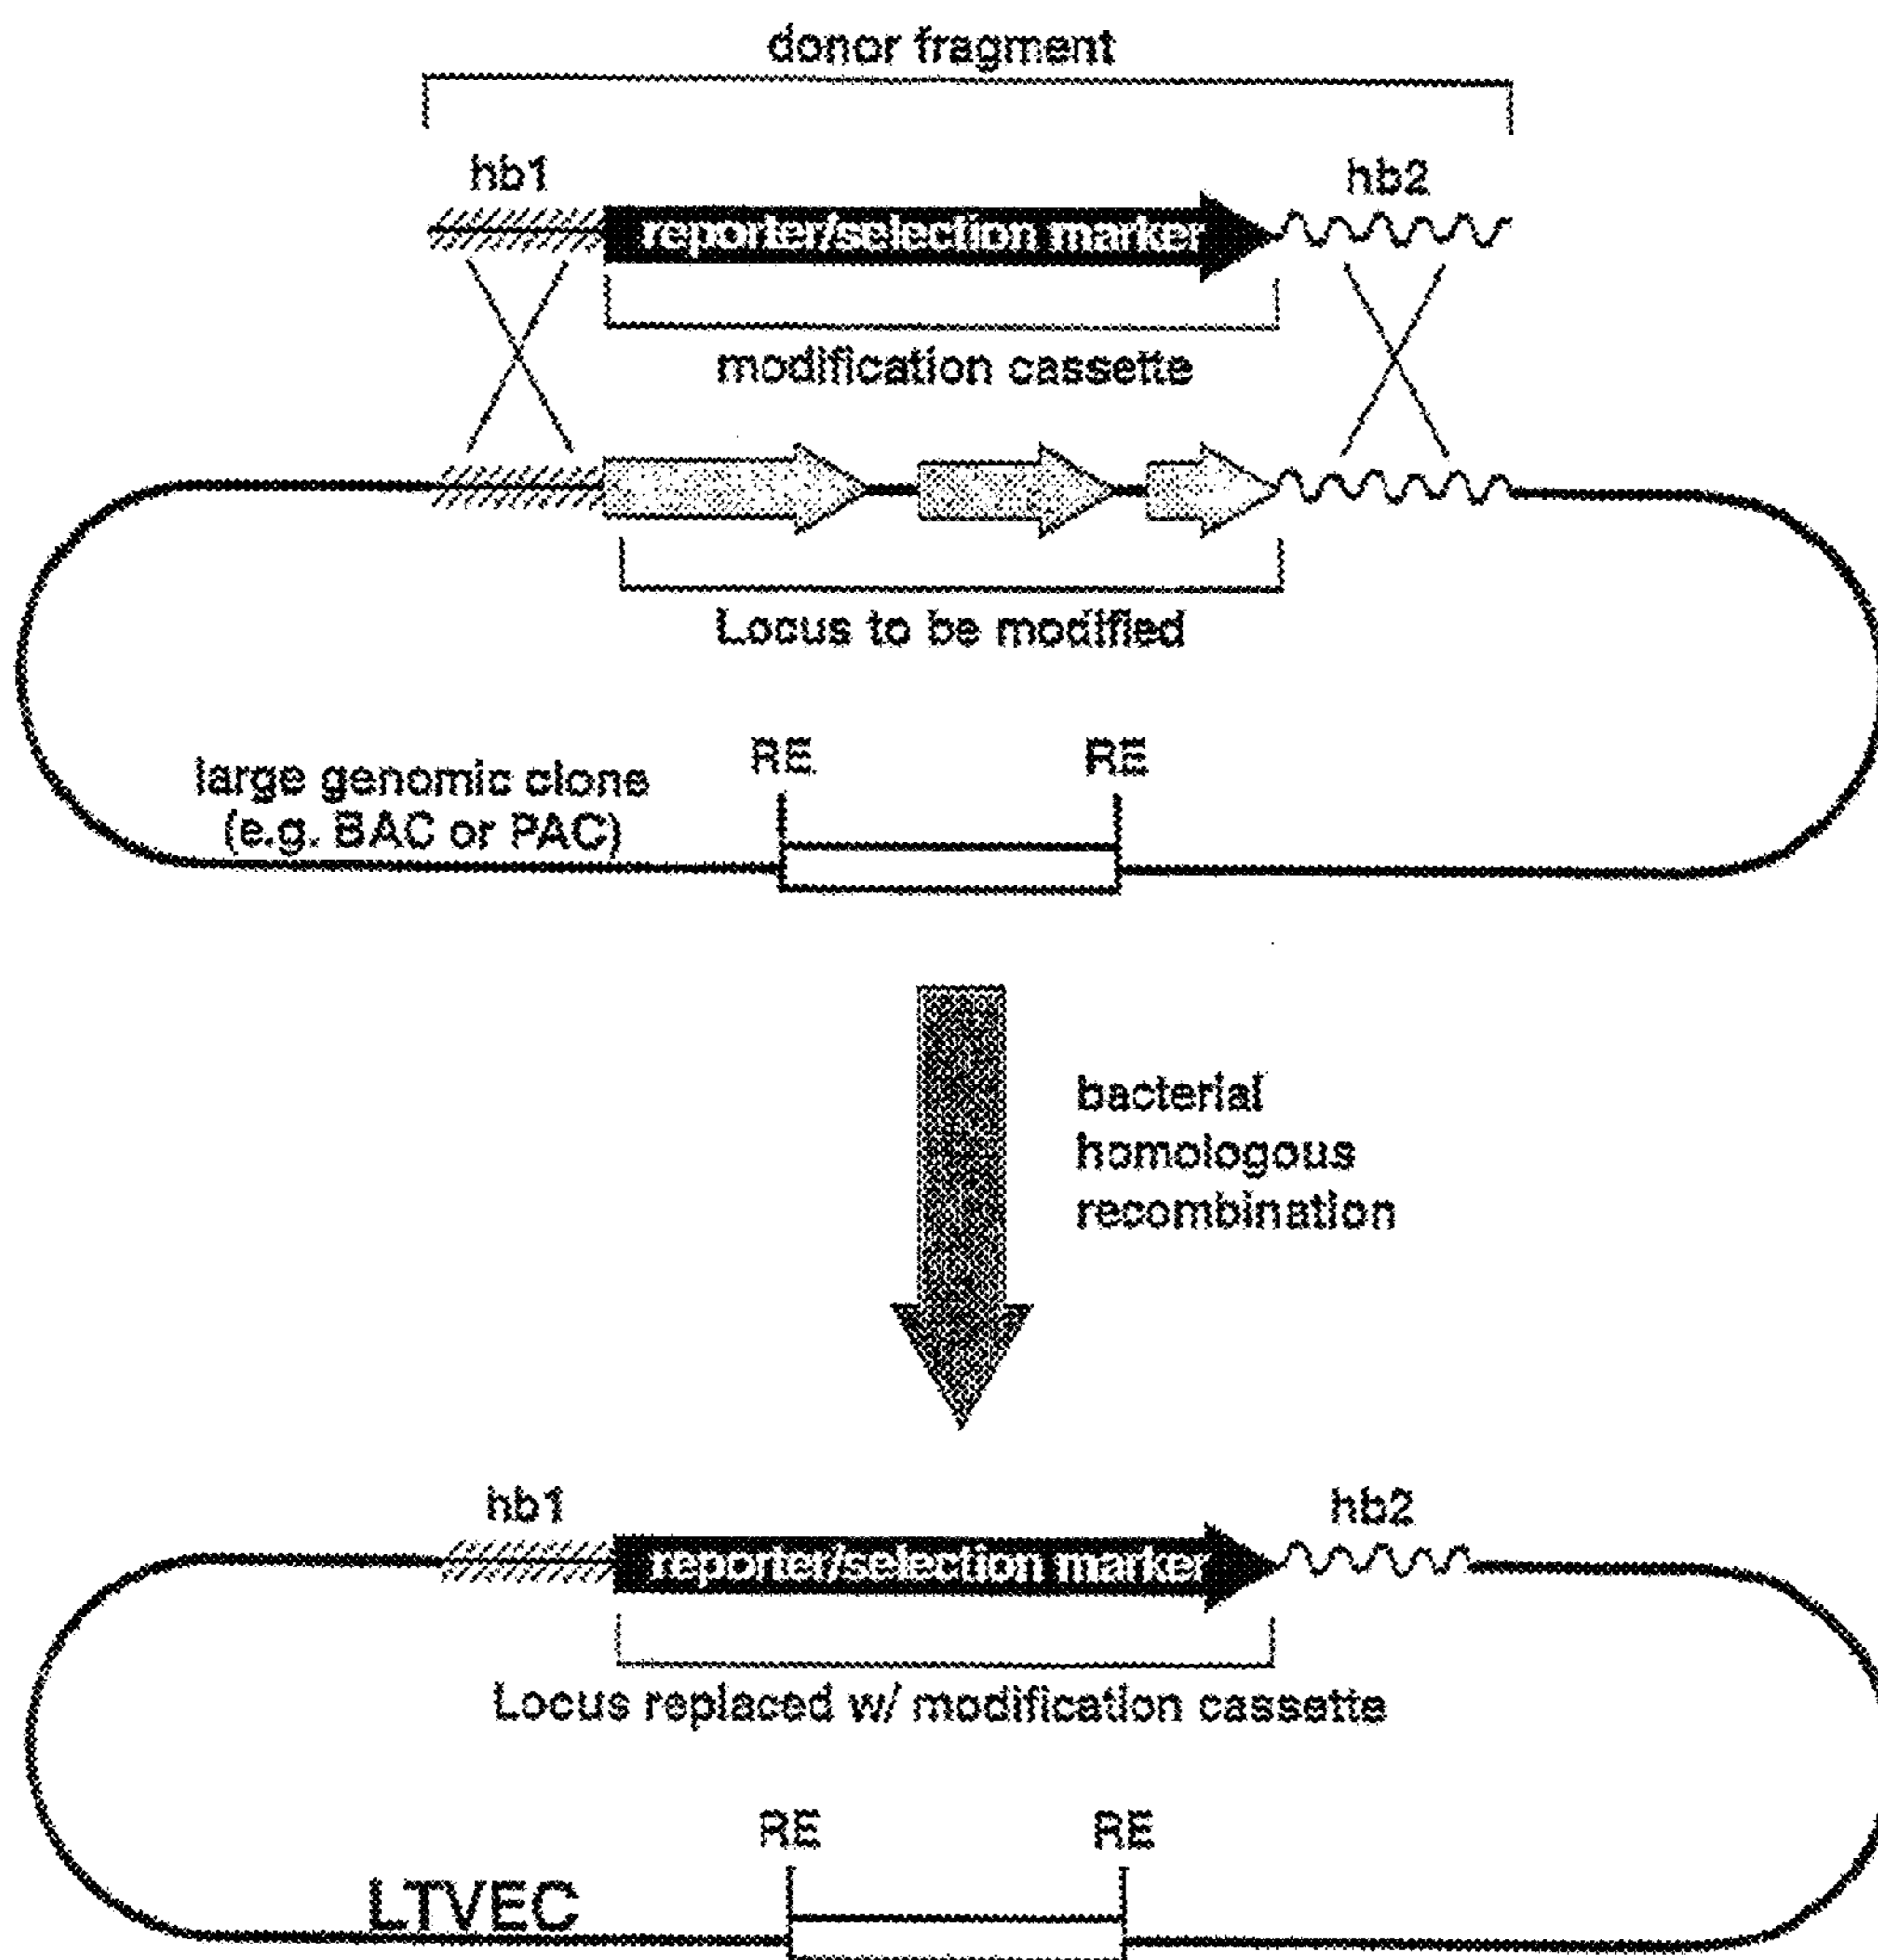 donor fragment
hb1
hb2
reporter/selection marker
modification cassette
Locus to be modified
RE
RE
large genomic clone
(e.g. BAC or PAC)
bacterial
homologous
recombination
hb1
hb2
reporter/selection marker
Locus replaced w/ modification cassette
RE
RE
LTVEC